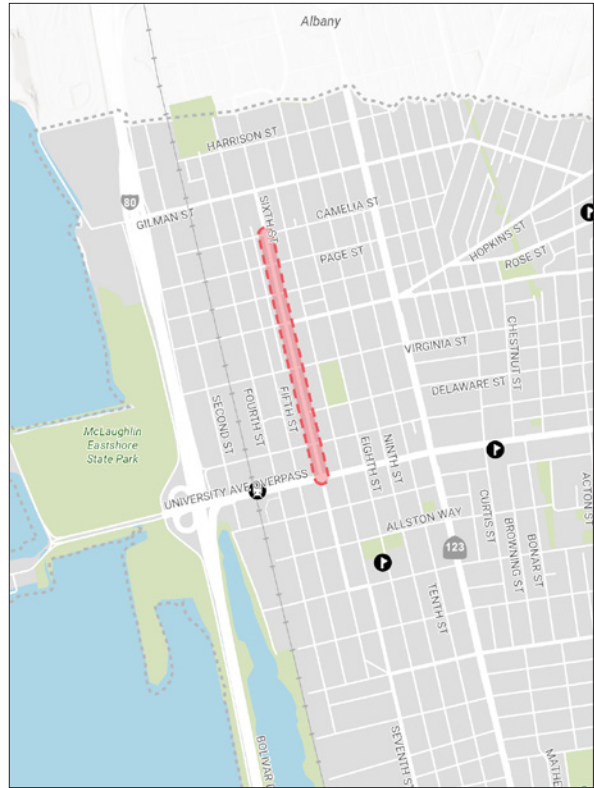 Albany
HARRISON ST
80
GILMAN ST
SIXTH ST
CAMELIA ST
PAGE ST
HOPKINS ST
ROSE ST
VIRGINIA ST
CHESTNUT ST
DELAWARE ST
SECOND ST
FOURTH ST
FIFTH ST
McLaughlin
Eastshore
State Park
EIGHTH ST
NINTH ST
UNIVERSITY AVE OVERPASS
ALLSTON WAY
CURTIS ST
BROWNING ST
BONAR ST
ACTON ST
123
TENTH ST
SEVENTH ST
BOLIVAR
MATHE